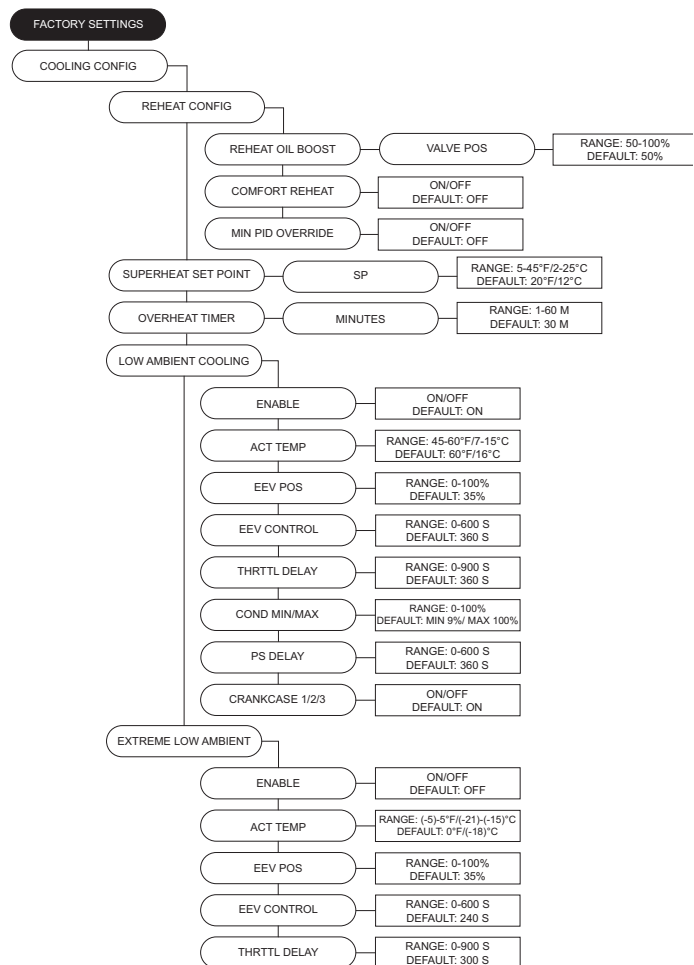 FACTORY SETTINGS
COOLING CONFIG
REHEAT CONFIG
REHEAT OIL BOOST
VALVE POS
RANGE: 50-100%
DEFAULT: 50%
COMFORT REHEAT
ON/OFF
DEFAULT: OFF
MIN PID OVERRIDE
ON/OFF
DEFAULT: OFF
SUPERHEAT SET POINT
SP
RANGE: 5-45°F/2-25°C
DEFAULT: 20°F/12°C
OVERHEAT TIMER
MINUTES
RANGE: 1-60 M
DEFAULT: 30 M
LOW AMBIENT COOLING
ENABLE
ON/OFF
DEFAULT: ON
ACT TEMP
RANGE: 45-60°F/7-15°C
DEFAULT: 60°F/16°C
EEV POS
RANGE: 0-100%
DEFAULT: 35%
EEV CONTROL
RANGE: 0-600 S
DEFAULT: 360 S
THRTTL DELAY
RANGE: 0-900 S
DEFAULT: 360 S
COND MIN/MAX
RANGE: 0-100%
DEFAULT: MIN 9%/ MAX 100%
PS DELAY
RANGE: 0-600 S
DEFAULT: 360 S
CRANKCASE 1/2/3
ON/OFF
DEFAULT: ON
EXTREME LOW AMBIENT
ENABLE
ON/OFF
DEFAULT: OFF
ACT TEMP
RANGE: (-5)-5°F/(-21)-(-15)°C
DEFAULT: 0°F/(-18)°C
EEV POS
RANGE: 0-100%
DEFAULT: 35%
EEV CONTROL
RANGE: 0-600 S
DEFAULT: 240 S
THRTTL DELAY
RANGE: 0-900 S
DEFAULT: 300 S